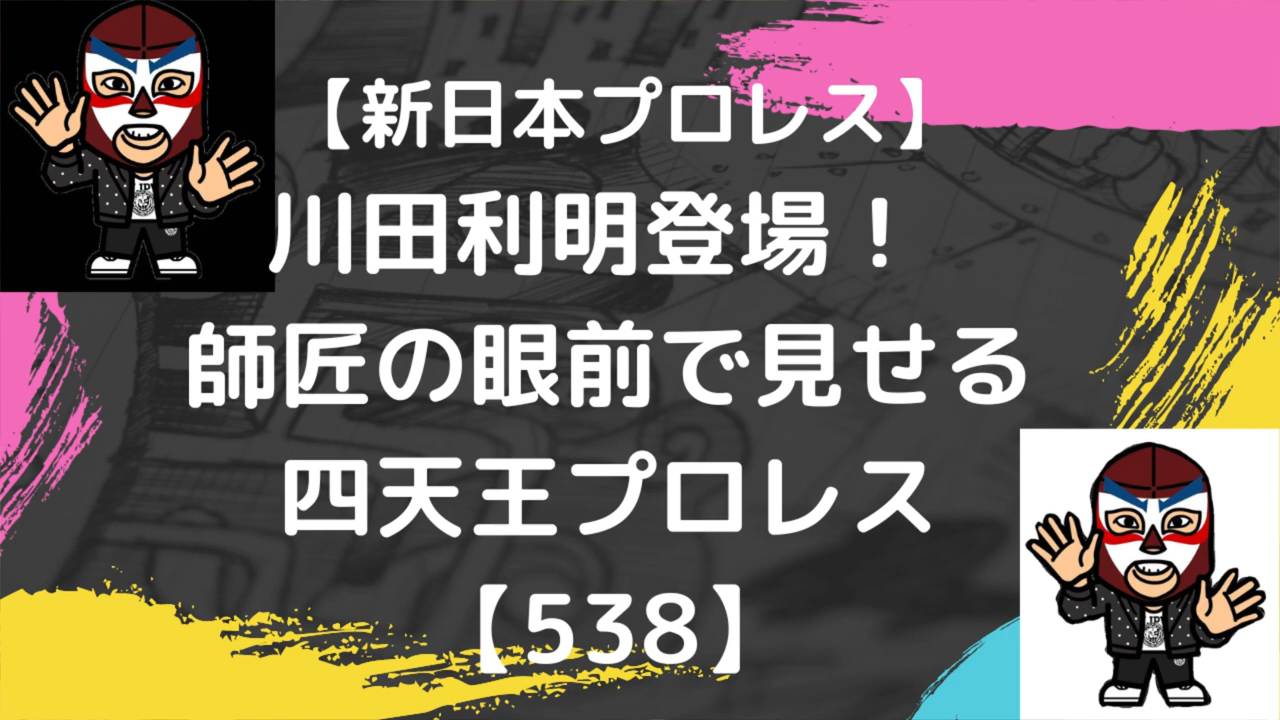 【新日本プロレス】
川田利明登場！
師匠の眼前で見せる
四天王プロレス
【538】